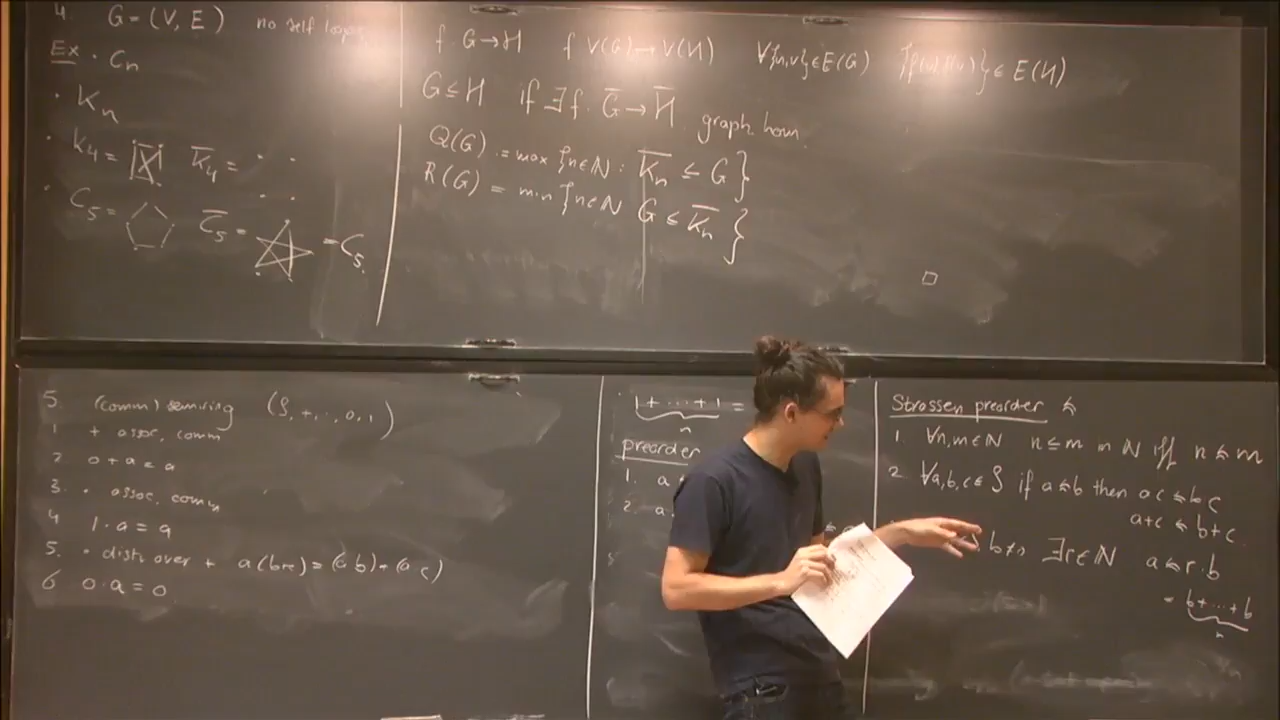 4. G = (V, E) no self loops
Ex • Cn
• Kn
• K4 = K̄4 =
• C5 = C̄5 = = C5
f: G → H f V(G) → V(H) ∀{u,v} ∈ E(G) {f(u), f(v)} ∈ E(H)
G ≤ H if ∃ f: Ḡ → H̄ graph hom.
Q(G) := max {n ∈ ℕ : K̄n ≤ G}
R(G) = min {n ∈ ℕ G ≤ K̄n}
□
5. (comm) semiring (S, +, ·, 0, 1)
1 + assoc, comm
2 0 + a = a
3. · assoc, comm
4 1 · a = a
5. · distr. over + a(b+c) = (a b) + (a c)
6 0 · a = 0
1 + ··· + 1 =
n
preorder
1. a
2. a
Strassen preorder ≼
1. ∀n,m ∈ ℕ n ≤ m in ℕ iff n ≼ m
2. ∀a,b,c ∈ S if a ≼ b then ac ≼ bc
a+c ≼ b+c.
b ≠ 0 ∃r ∈ ℕ a ≼ r·b
= b + ··· + b
r